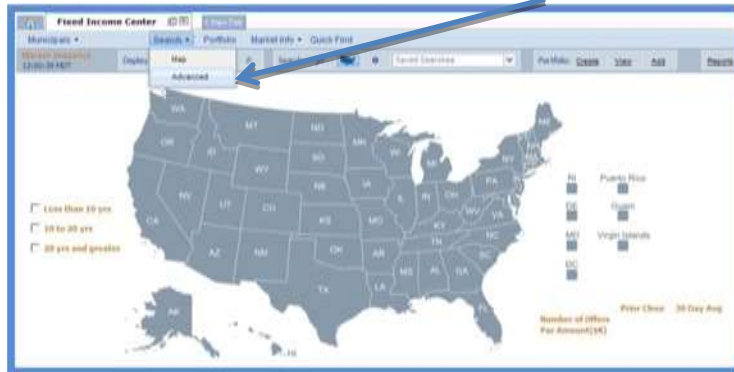 Fixed Income Center
Municipals Search Portfolio Market Info Quick Find
Market Snapshot
Display Map Saved Searches Portfolio Create View Add Reports
Advanced
WA
MT
ND
MN
OR
ID
SD
WI
MI
NY
WY
NE
IA
PA
NV
UT
CO
IL
IN
OH
CA
KS
MO
WV
VA
KY
AZ
NM
OK
AR
TN
NC
SC
TX
LA
MS
AL
GA
FL
AK
HI
RI Puerto Rico
DE Guam
MD Virgin Islands
DC
Less than 10 yrs
10 to 20 yrs
20 yrs and greater
Prior Close 30 Day Avg
Number of Offers
Par Amount($K)